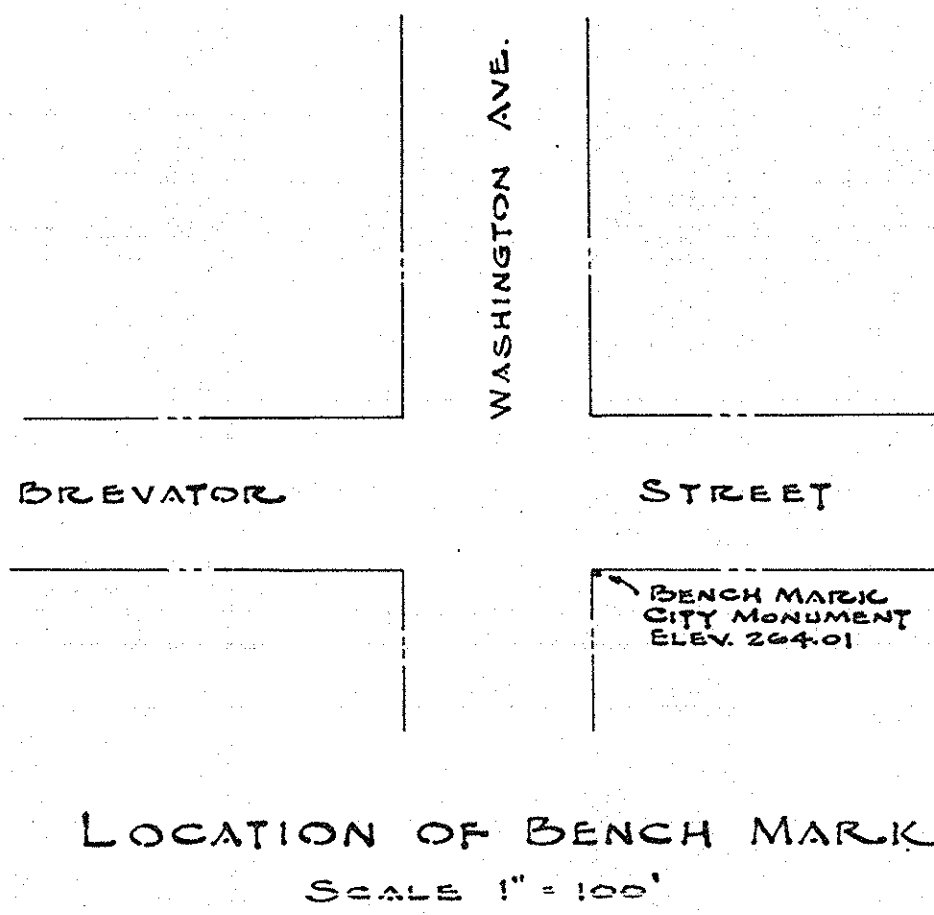 WASHINGTON AVE.
BREVATOR STREET
BENCH MARK
CITY MONUMENT
ELEV. 264.01
LOCATION OF BENCH MARK
SCALE 1" = 100'